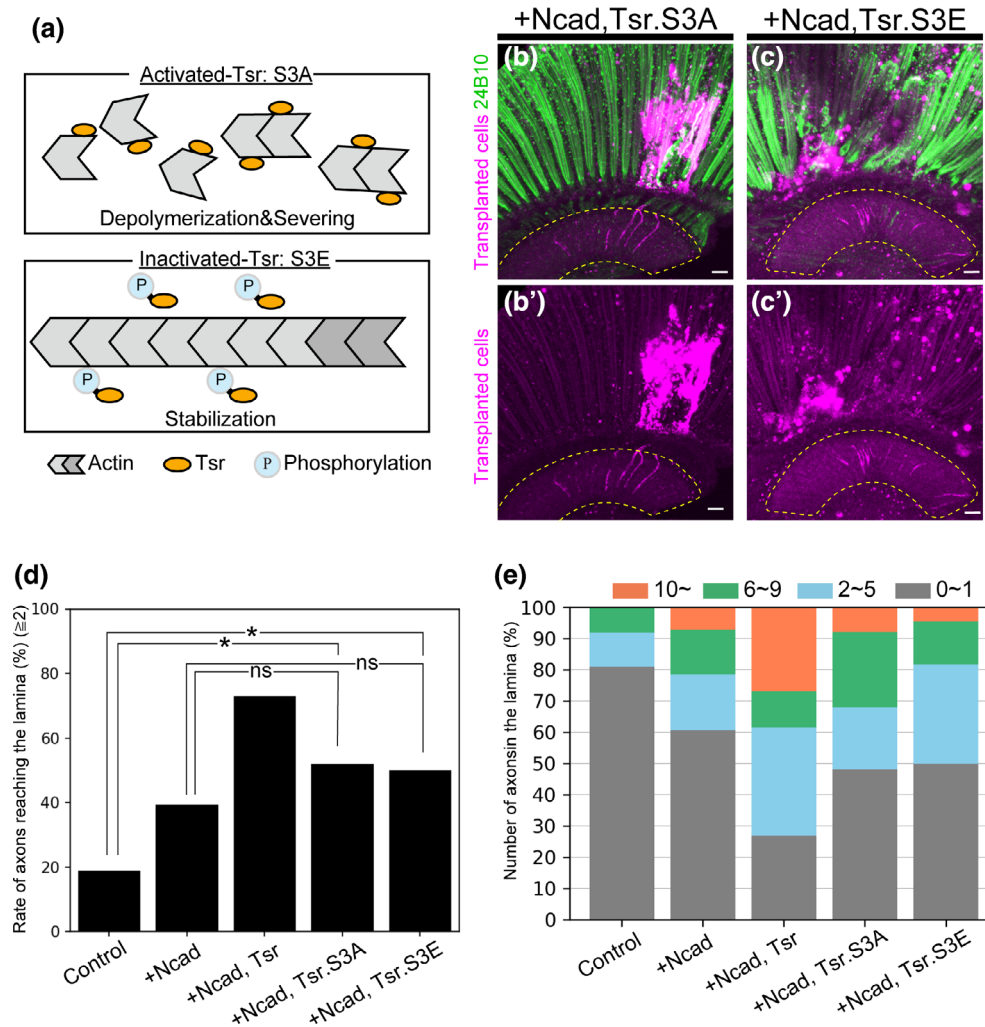 (a)
Activated-Tsr: S3A
Depolymerization&Severing
Inactivated-Tsr: S3E
P
P
P
P
Stabilization
Actin
Tsr
P
Phosphorylation
+Ncad,Tsr.S3A
+Ncad,Tsr.S3E
Transplanted cells 24B10
(b)
(c)
Transplanted cells
(b')
(c')
(d)
Rate of axons reaching the lamina (%) (≧2)
100
80
60
40
20
0
*
*
ns
ns
Control
+Ncad
+Ncad, Tsr
+Ncad, Tsr.S3A
+Ncad, Tsr.S3E
(e)
10~
6~9
2~5
0~1
Number of axonsin the lamina (%)
100
90
80
70
60
50
40
30
20
10
0
Control
+Ncad
+Ncad, Tsr
+Ncad, Tsr.S3A
+Ncad, Tsr.S3E